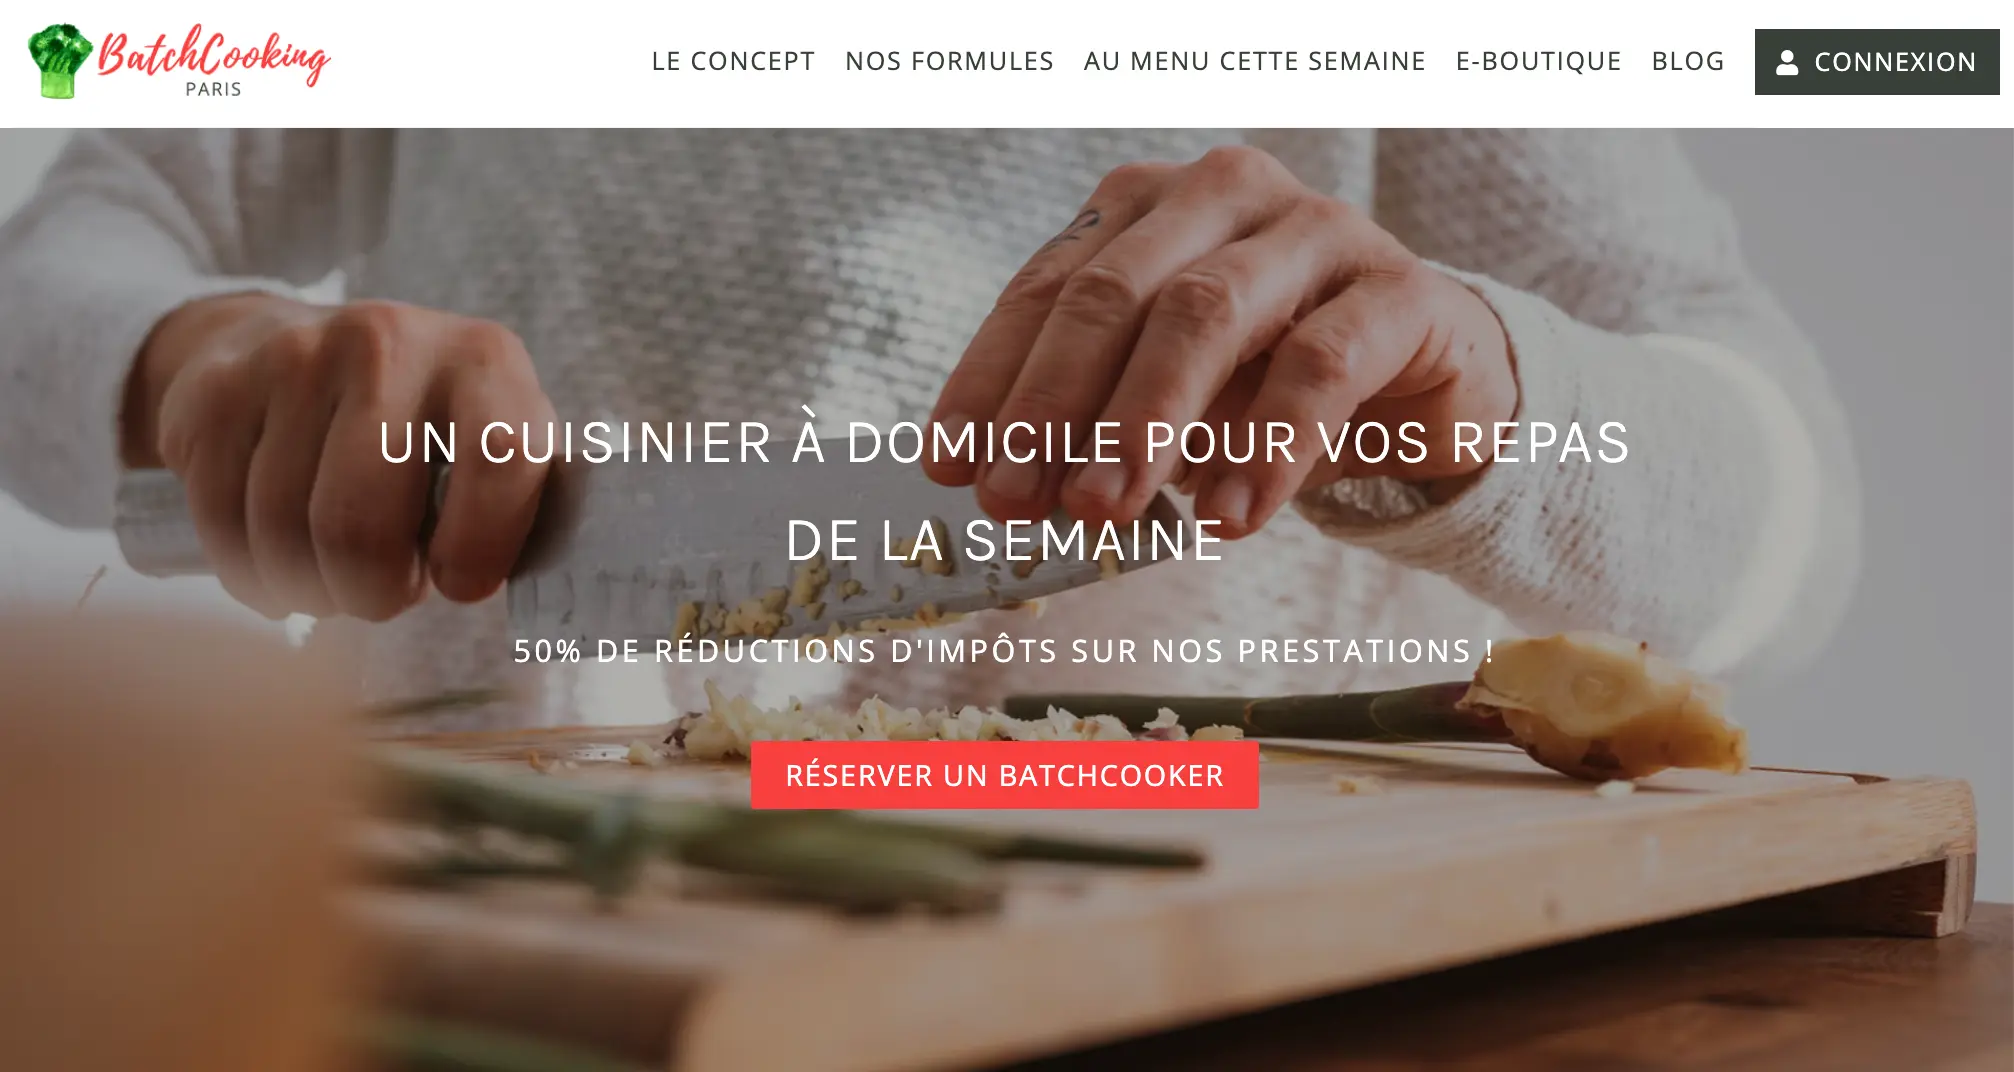 BatchCooking
PARIS
LE CONCEPT
NOS FORMULES
AU MENU CETTE SEMAINE
E-BOUTIQUE
BLOG
CONNEXION
UN CUISINIER À DOMICILE POUR VOS REPAS
DE LA SEMAINE
50% DE RÉDUCTIONS D'IMPÔTS SUR NOS PRESTATIONS !
RÉSERVER UN BATCHCOOKER